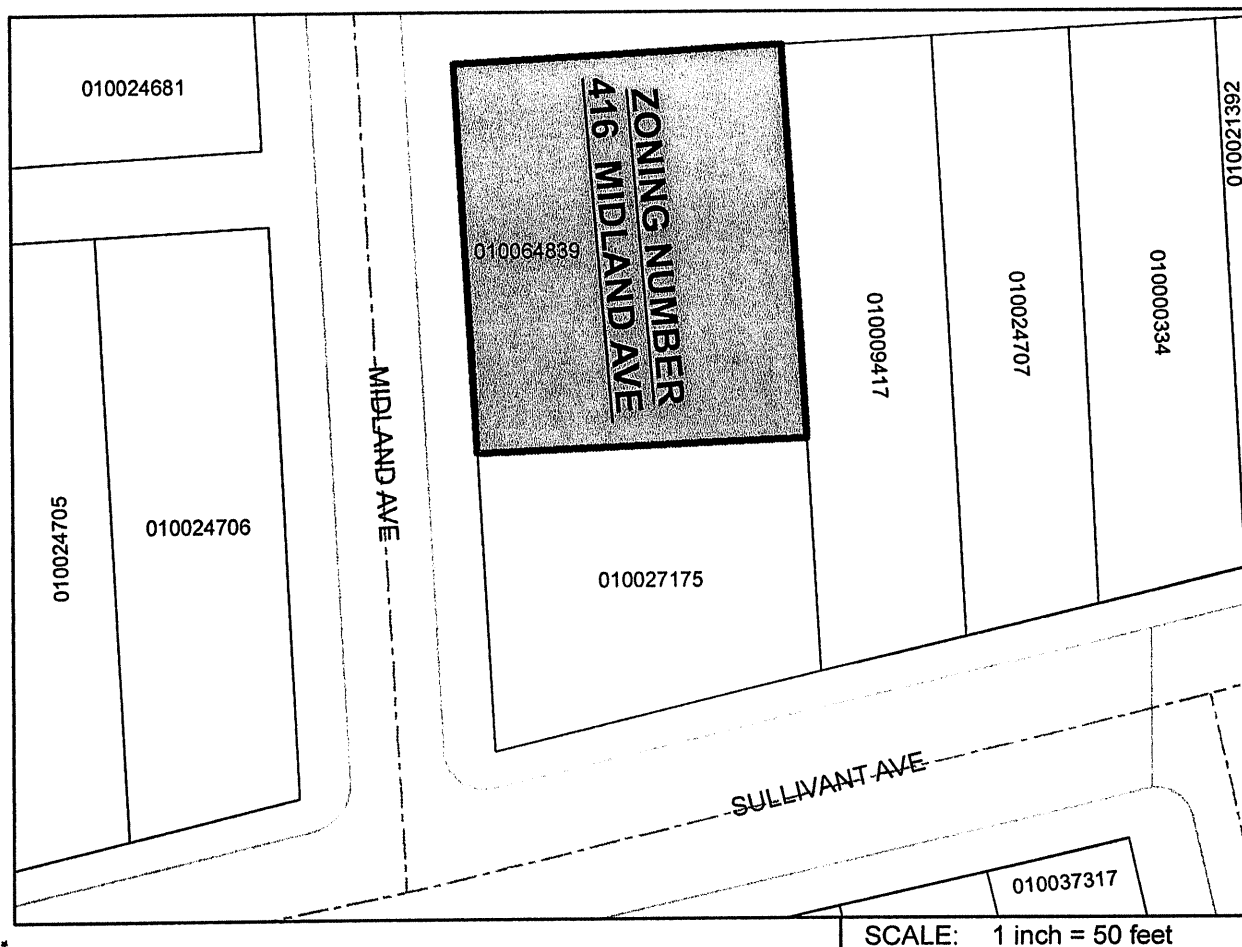 010024681
ZONING NUMBER
416 MIDLAND AVE
010064839
010021392
010009417
010024707
010000334
MIDLAND AVE
010024705
010024706
010027175
SULLIVANT AVE
010037317
SCALE: 1 inch = 50 feet